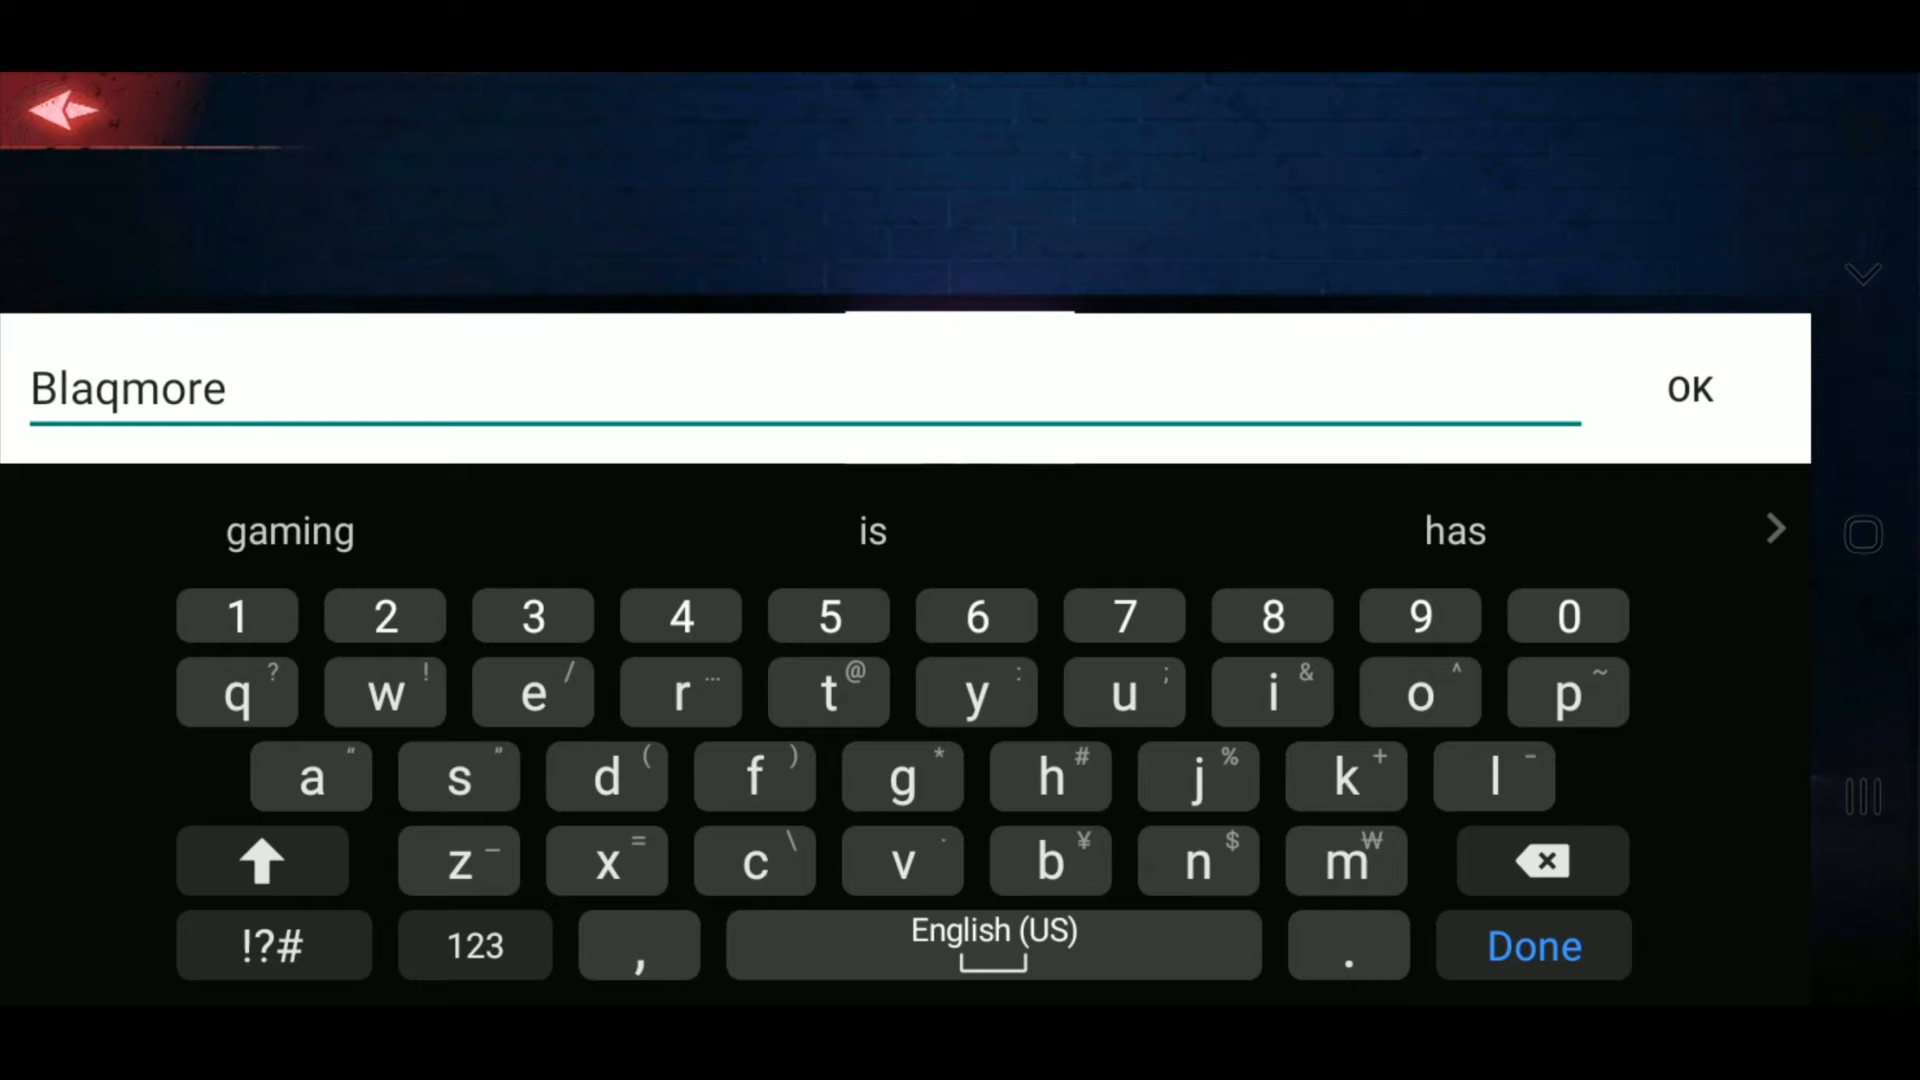 Blaqmore
OK
gaming is has
1 2 3 4 5 6 7 8 9 0
q ? w ! e / r ... t @ y : u ; i & o ^ p ~
a " s " d ( f ) g * h # j % k + l -
z _ x = c \ v · b ¥ n $ m ₩
!?# 123 , English (US) . Done